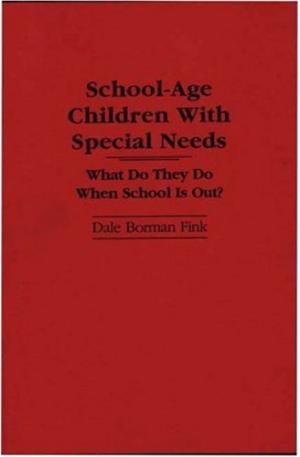 School-Age
Children With
Special Needs
What Do They Do
When School Is Out?
Dale Borman Fink